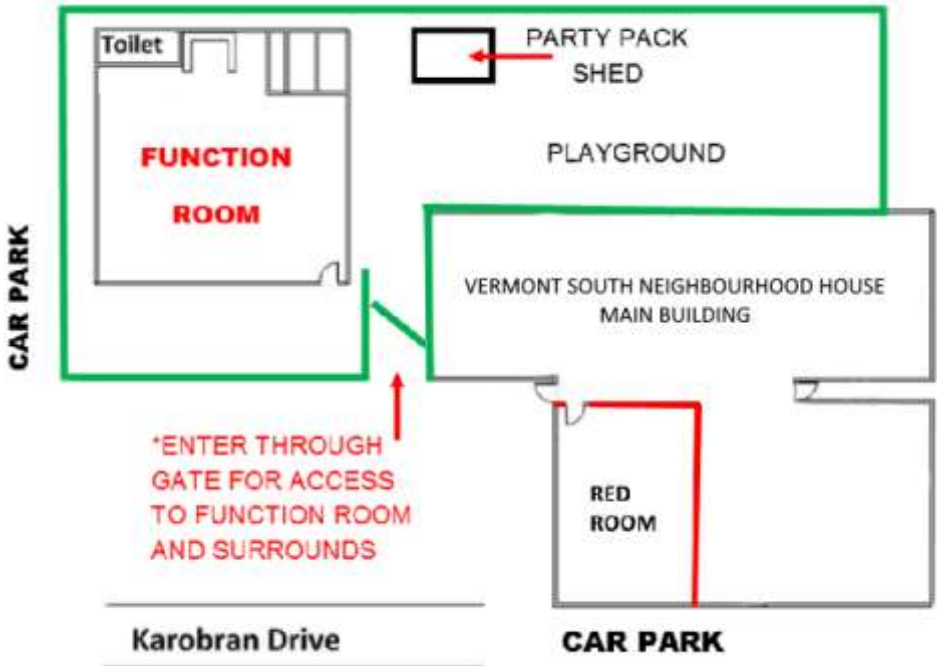 Toilet
PARTY PACK
SHED
FUNCTION
ROOM
PLAYGROUND
CAR PARK
VERMONT SOUTH NEIGHBOURHOOD HOUSE
MAIN BUILDING
*ENTER THROUGH
GATE FOR ACCESS
TO FUNCTION ROOM
AND SURROUNDS
RED
ROOM
Karobran Drive
CAR PARK